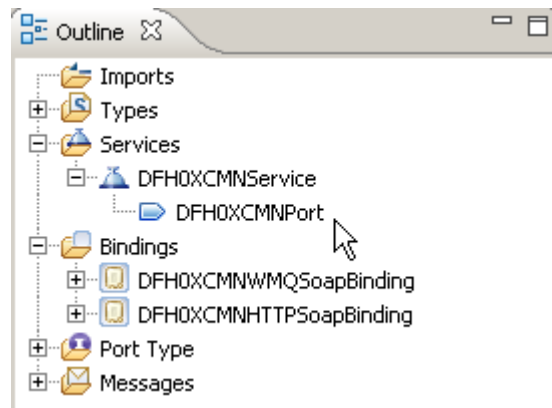 Outline
Imports
Types
Services
DFH0XCMNService
DFH0XCMNPort
Bindings
DFH0XCMNWMQSoapBinding
DFH0XCMNHTTPSoapBinding
Port Type
Messages